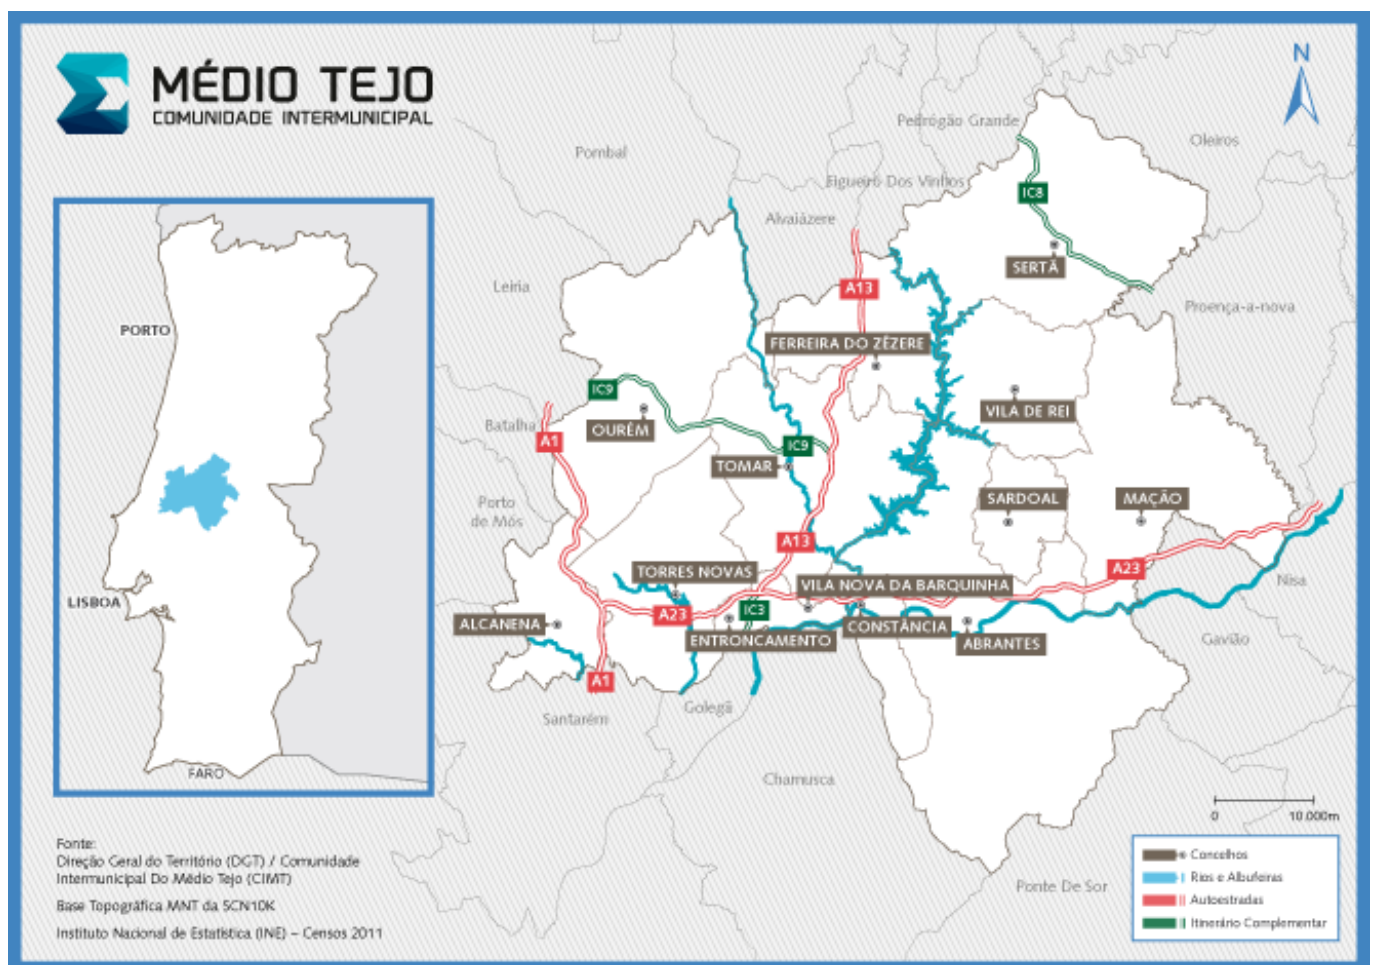 MÉDIO TEJO
COMUNIDADE INTERMUNICIPAL
N
Pedrógão Grande
Oleiros
Pombal
Figueiró Dos Vinhos
IC8
Alvaiázere
SERTÃ
Leiria
A13
Proença-a-nova
PORTO
FERREIRA DO ZÊZERE
IC9
VILA DE REI
Batalha
OURÉM
A1
IC9
TOMAR
Porto
de Mós
SARDOAL
MAÇÃO
A13
A23
TORRES NOVAS
VILA NOVA DA BARQUINHA
Nisa
LISBOA
IC3
A23
ALCANENA
CONSTÂNCIA
ENTRONCAMENTO
ABRANTES
Gavião
A1
Golegã
Santarém
FARO
Chamusca
0 10.000m
Ponte De Sor
Fonte:
Direção Geral do Território (DGT) / Comunidade
Intermunicipal Do Médio Tejo (CIMT)
Base Topográfica MNT da SCN10K
Instituto Nacional de Estatística (INE) – Censos 2011
Concelhos
Rios e Albufeiras
Autoestradas
Itinerário Complementar